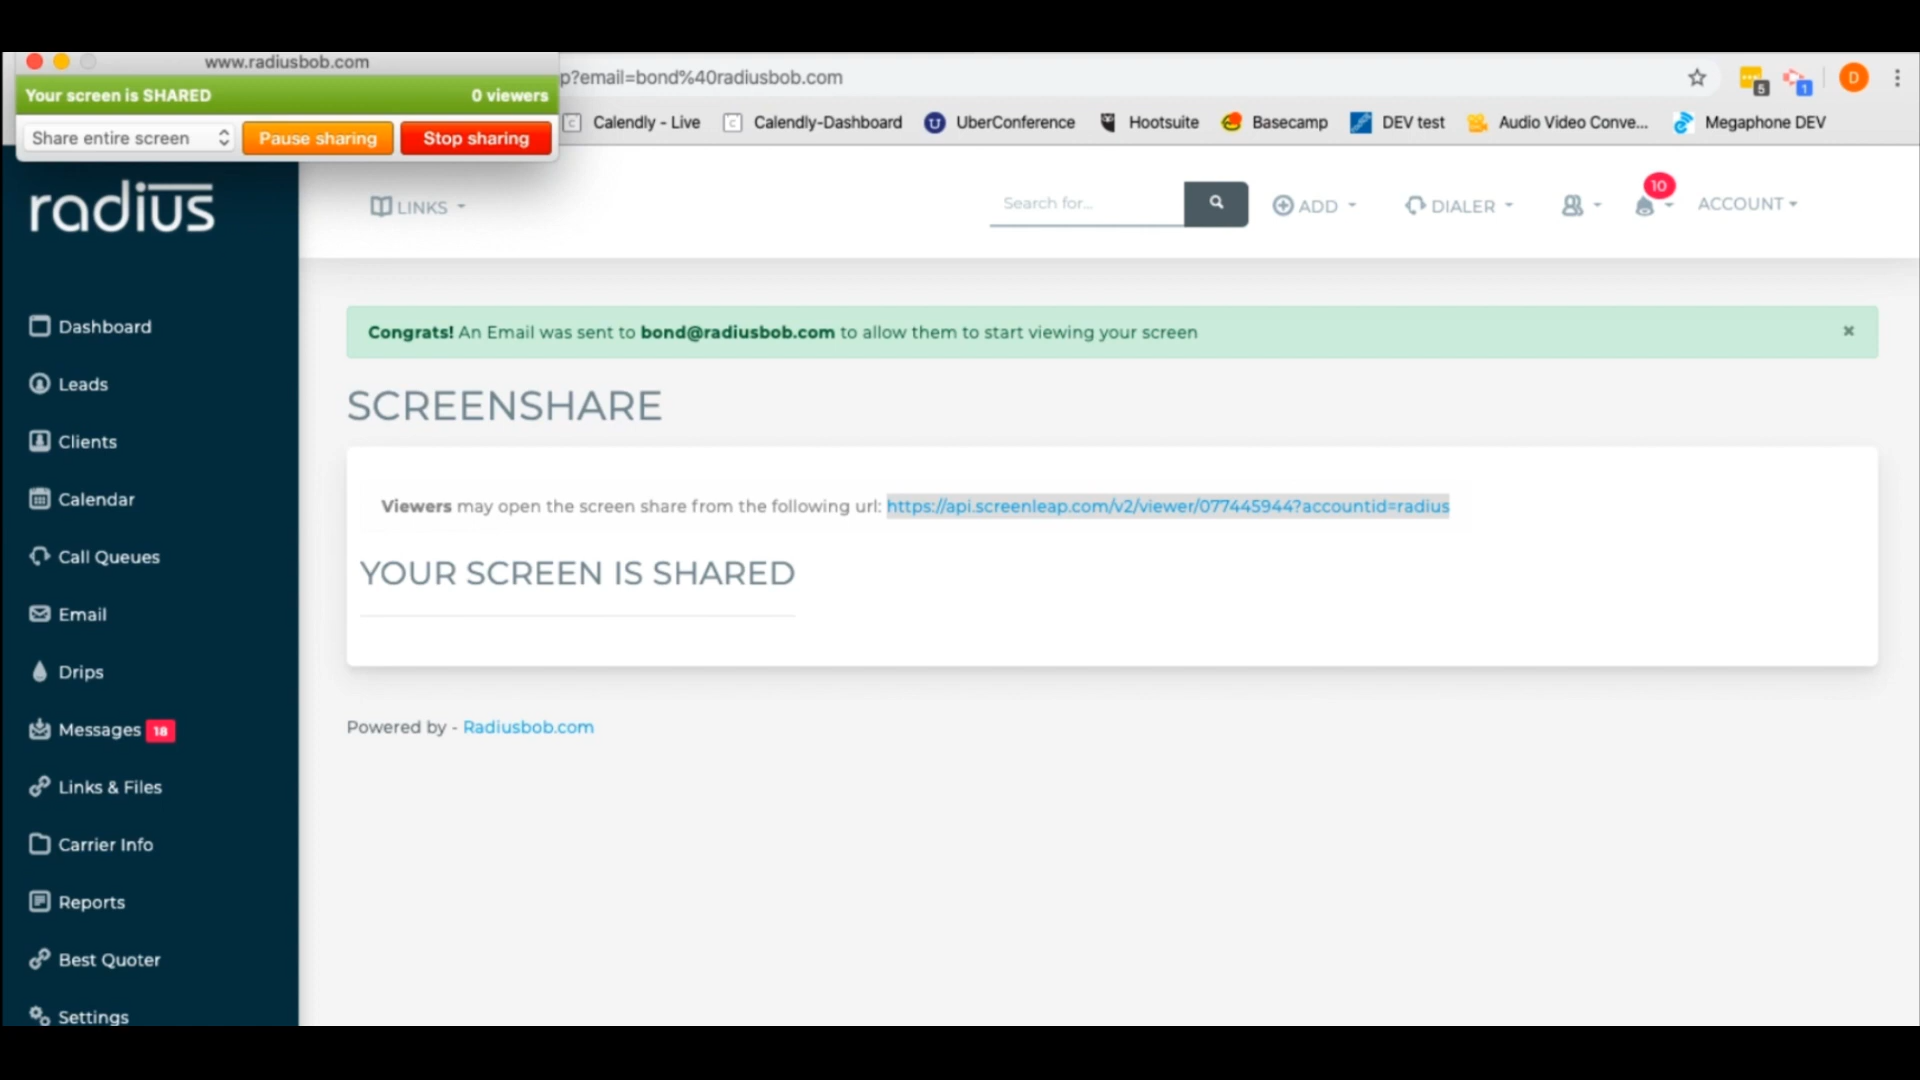 www.radiusbob.com
Your screen is SHARED 0 viewers
Share entire screen Pause sharing Stop sharing
p?email=bond%40radiusbob.com
5 1 D
Calendly - Live Calendly-Dashboard UberConference Hootsuite Basecamp DEV test Audio Video Conve... Megaphone DEV
radius
LINKS Search for... ADD DIALER 10 ACCOUNT
Dashboard
Leads
Clients
Calendar
Call Queues
Email
Drips
Messages 18
Links & Files
Carrier Info
Reports
Best Quoter
Settings
Congrats! An Email was sent to bond@radiusbob.com to allow them to start viewing your screen ×
SCREENSHARE
Viewers may open the screen share from the following url: https://api.screenleap.com/v2/viewer/077445944?accountid=radius
YOUR SCREEN IS SHARED
Powered by - Radiusbob.com